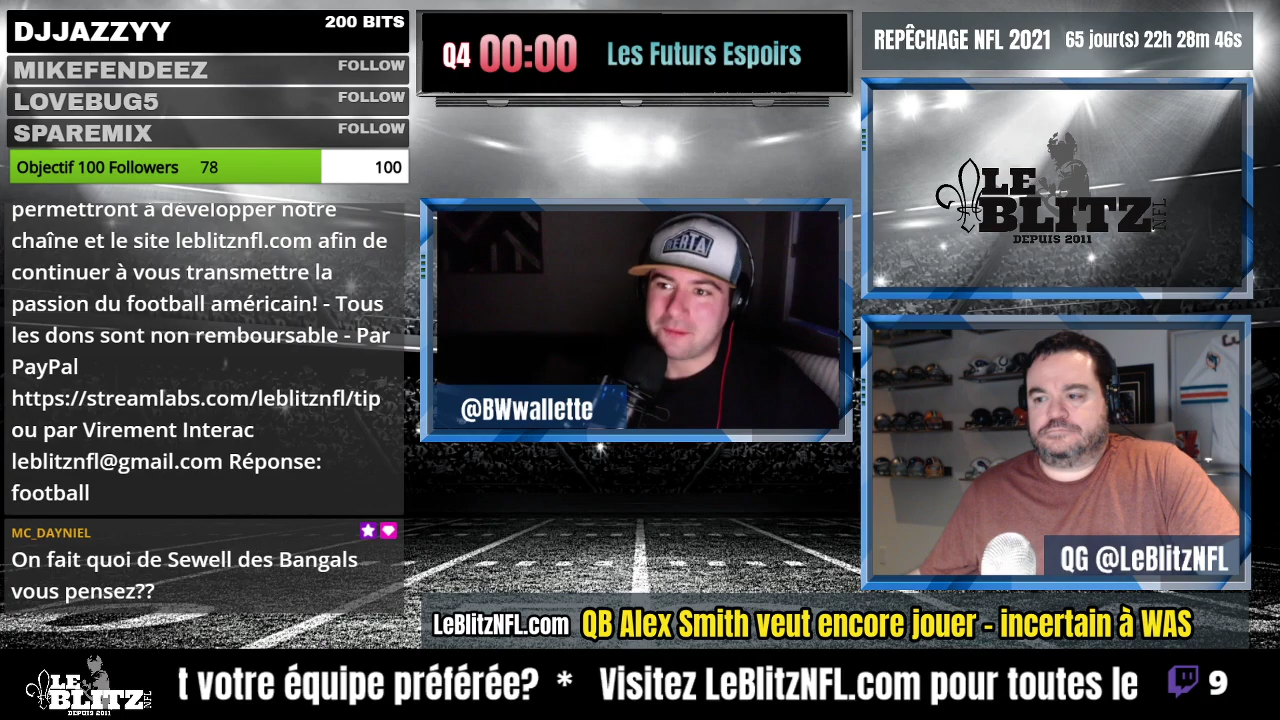 DJJAZZYY 200 BITS
MIKEFENDEEZ FOLLOW
LOVEBUG5 FOLLOW
SPAREMIX FOLLOW
Objectif 100 Followers 78 100
permettront à développer notre
chaîne et le site leblitznfl.com afin de
continuer à vous transmettre la
passion du football américain! - Tous
les dons sont non remboursable - Par
PayPal
https://streamlabs.com/leblitznfl/tip
ou par Virement Interac
leblitznfl@gmail.com Réponse:
football
MC_DAYNIEL
On fait quoi de Sewell des Bangals
vous pensez??
Q4 00:00 Les Futurs Espoirs
REPÊCHAGE NFL 2021 65 jour(s) 22h 28m 46s
LE
BLITZ NFL
DEPUIS 2011
@BWwallette
QG @LeBlitzNFL
LeBlitzNFL.com QB Alex Smith veut encore jouer - incertain à WAS
LE
BLITZ NFL
DEPUIS 2011
t votre équipe préférée? * Visitez LeBlitzNFL.com pour toutes le
9